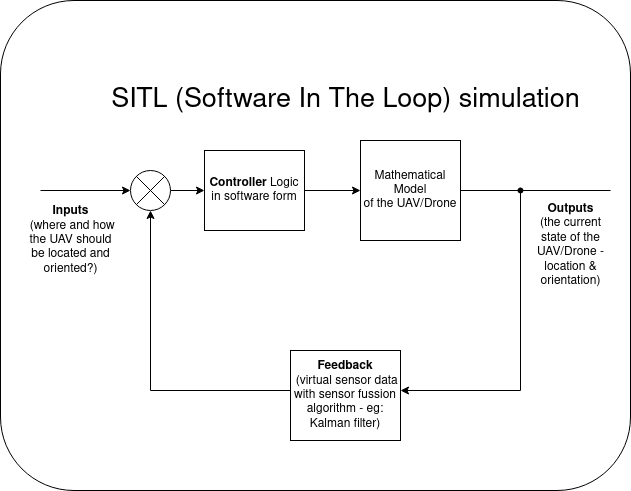 SITL (Software In The Loop) simulation
Controller Logic
in software form
Mathematical
Model
of the UAV/Drone
Inputs
(where and how
the UAV should
be located and
oriented?)
Outputs
(the current
state of the
UAV/Drone -
location &
orientation)
Feedback
(virtual sensor data
with sensor fussion
algorithm - eg:
Kalman filter)